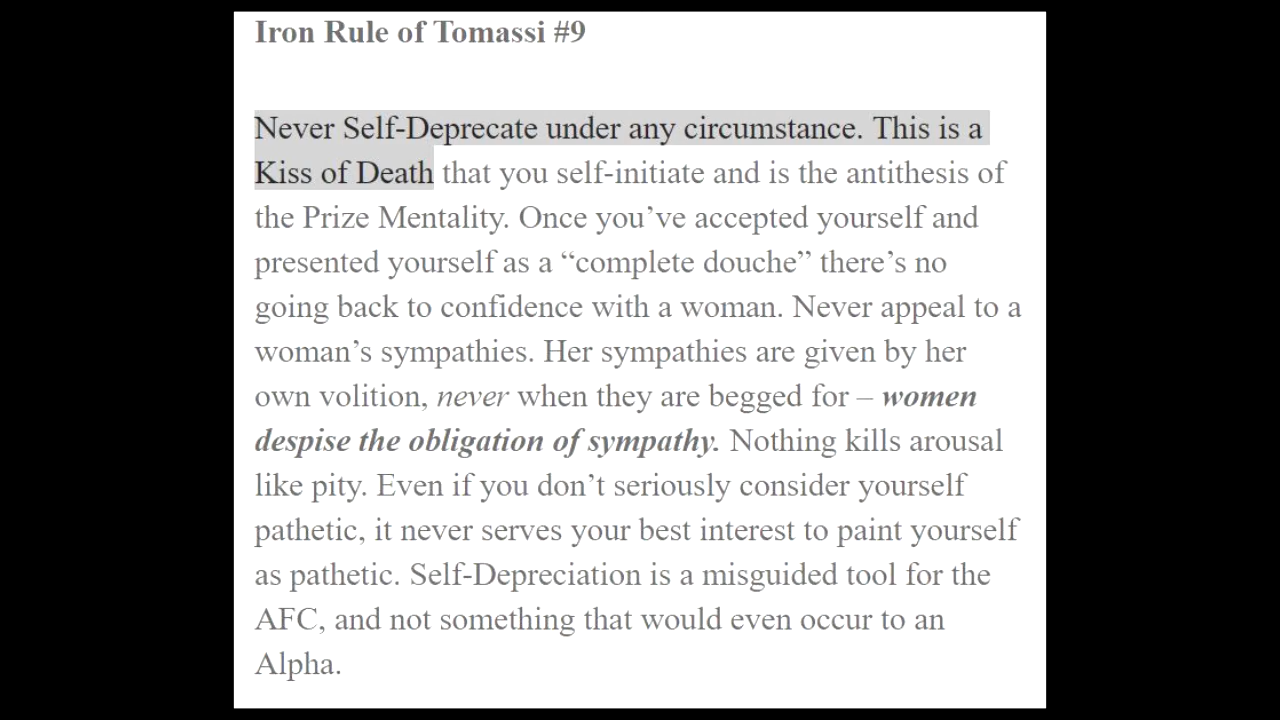 Iron Rule of Tomassi #9
Never Self-Deprecate under any circumstance. This is a
Kiss of Death that you self-initiate and is the antithesis of
the Prize Mentality. Once you’ve accepted yourself and
presented yourself as a “complete douche” there’s no
going back to confidence with a woman. Never appeal to a
woman’s sympathies. Her sympathies are given by her
own volition, never when they are begged for – women
despise the obligation of sympathy. Nothing kills arousal
like pity. Even if you don’t seriously consider yourself
pathetic, it never serves your best interest to paint yourself
as pathetic. Self-Depreciation is a misguided tool for the
AFC, and not something that would even occur to an
Alpha.